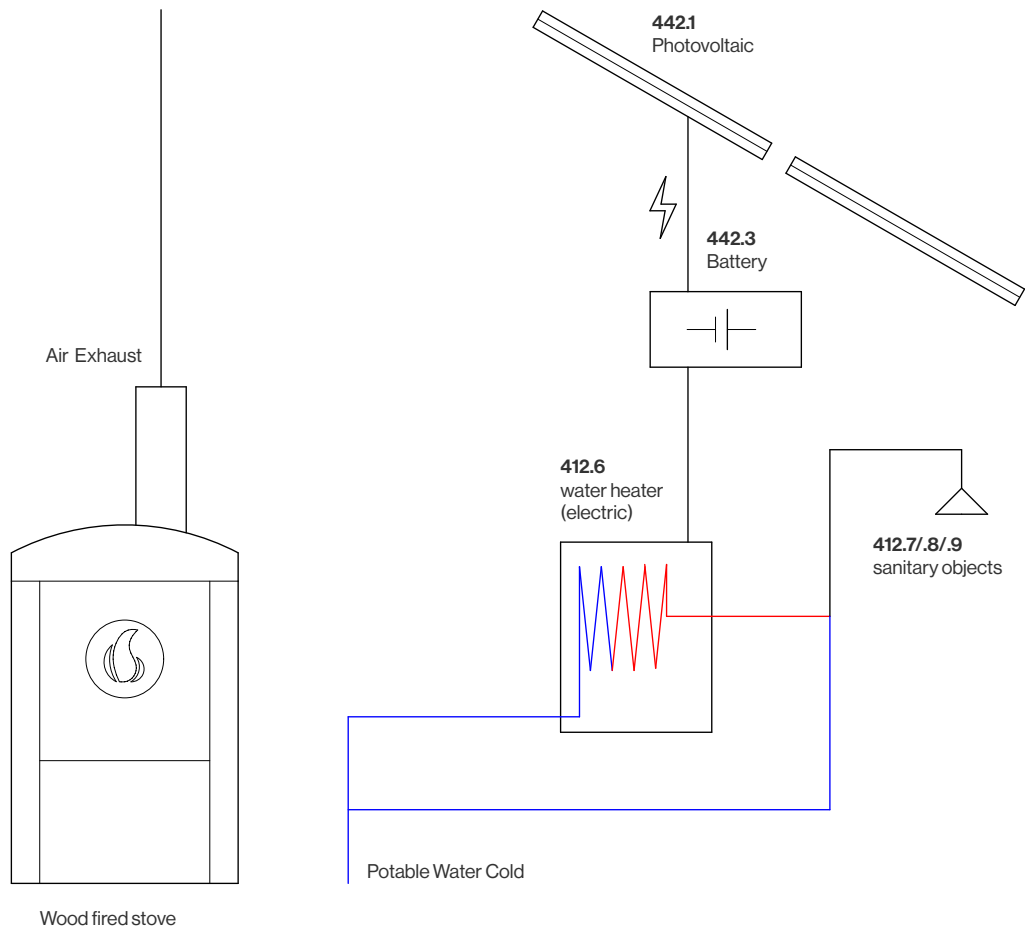 442.1
Photovoltaic
442.3
Battery
Air Exhaust
412.6
water heater
(electric)
412.7/.8/.9
sanitary objects
Potable Water Cold
Wood fired stove